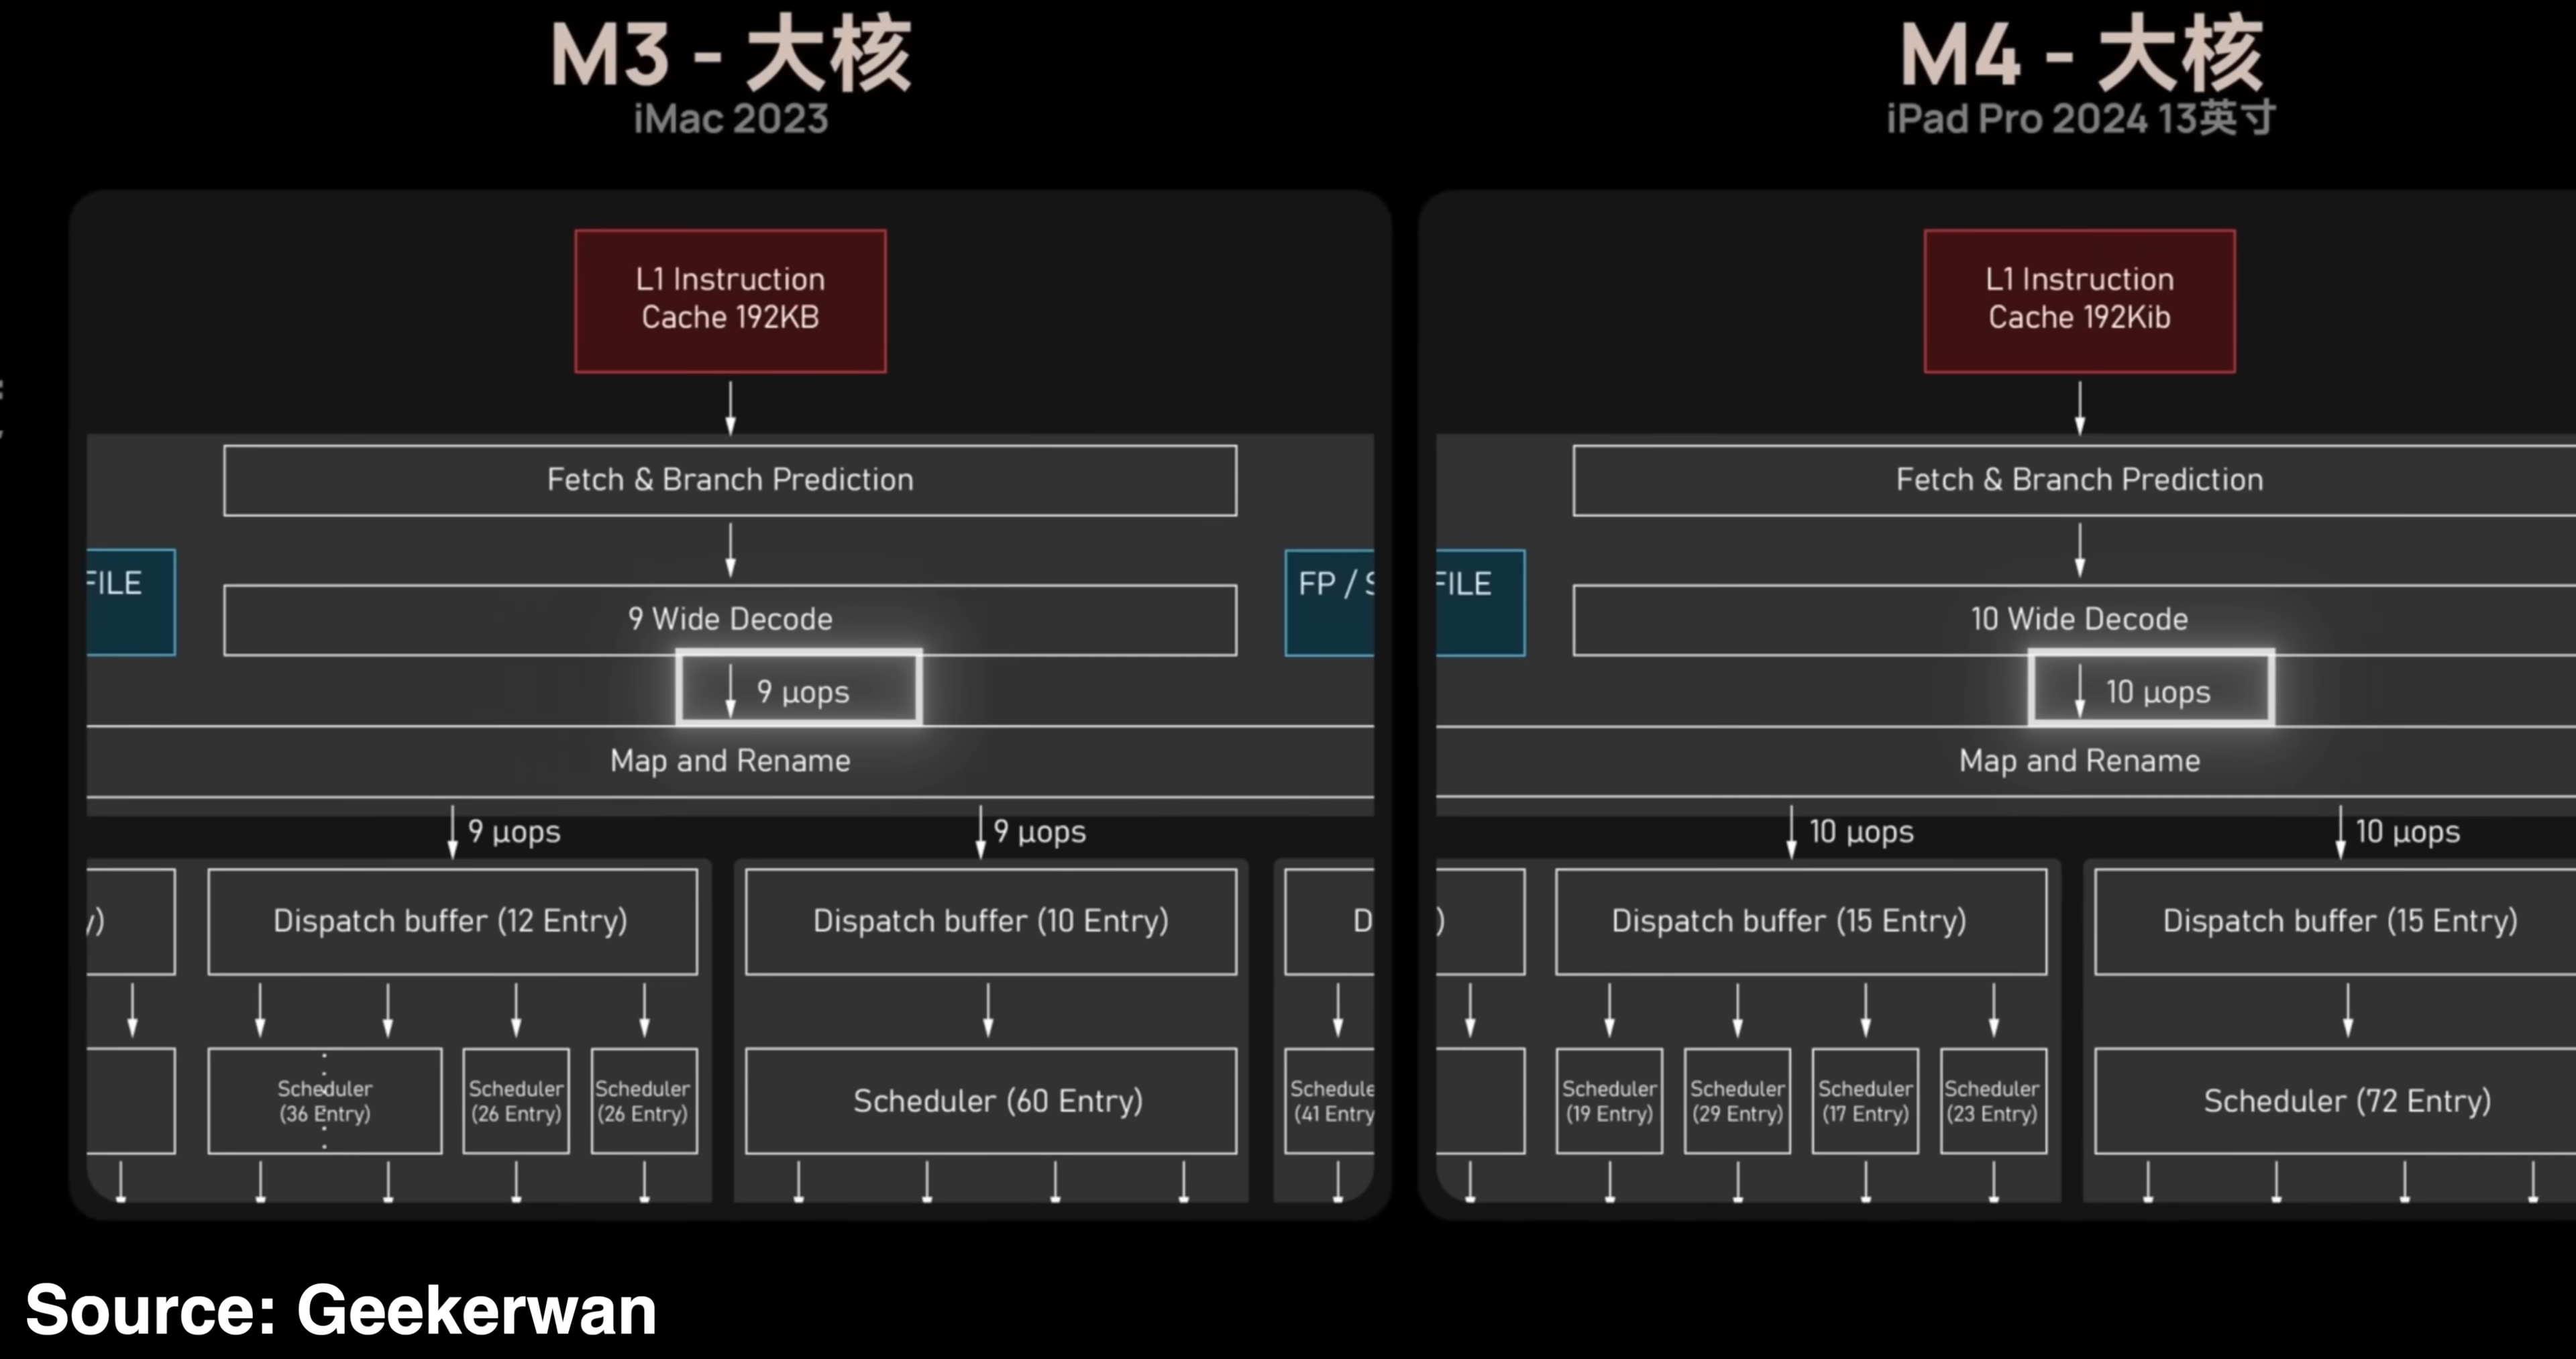 M3 - 大核
iMac 2023
L1 Instruction
Cache 192KB
Fetch & Branch Prediction
FILE
9 Wide Decode
FP / S
9 µops
Map and Rename
9 µops
9 µops
y)
Dispatch buffer (12 Entry)
Dispatch buffer (10 Entry)
D
Scheduler
(36 Entry)
Scheduler
(26 Entry)
Scheduler
(26 Entry)
Scheduler (60 Entry)
Schedule
(41 Entry
M4 - 大核
iPad Pro 2024 13英寸
L1 Instruction
Cache 192Kib
Fetch & Branch Prediction
FILE
10 Wide Decode
10 µops
Map and Rename
10 µops
10 µops
)
Dispatch buffer (15 Entry)
Dispatch buffer (15 Entry)
Scheduler
(19 Entry)
Scheduler
(29 Entry)
Scheduler
(17 Entry)
Scheduler
(23 Entry)
Scheduler (72 Entry)
Source: Geekerwan